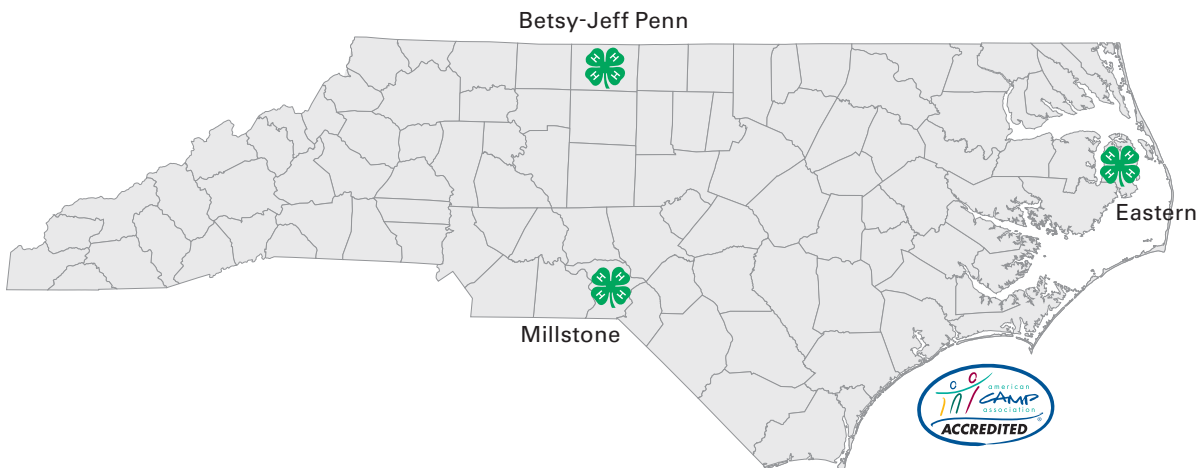 Betsy-Jeff Penn
H H
H H
H H
H H
Eastern
H H
H H
Millstone
american
CAMP
association
ACCREDITED
®